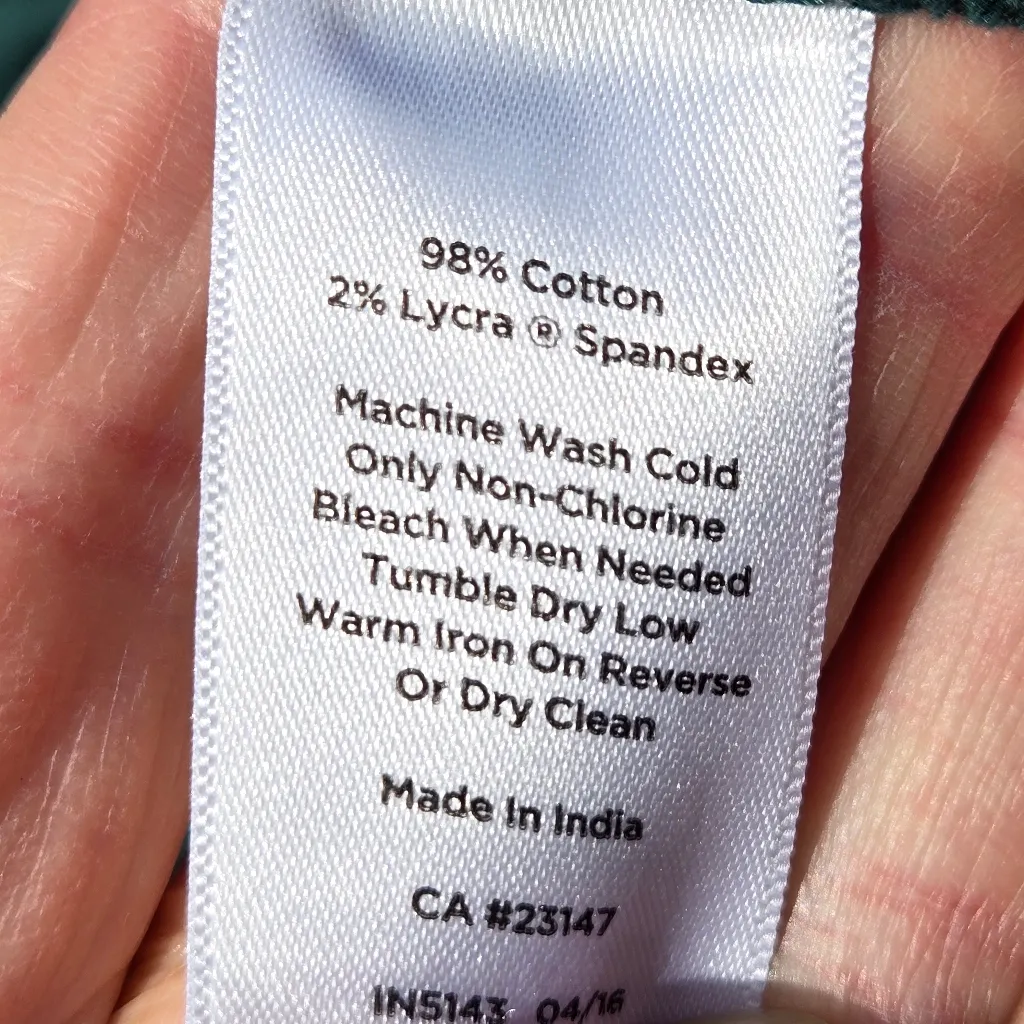 98% Cotton
2% Lycra ® Spandex
Machine Wash Cold
Only Non-Chlorine
Bleach When Needed
Tumble Dry Low
Warm Iron On Reverse
Or Dry Clean
Made In India
CA #23147
IN5143 04/16